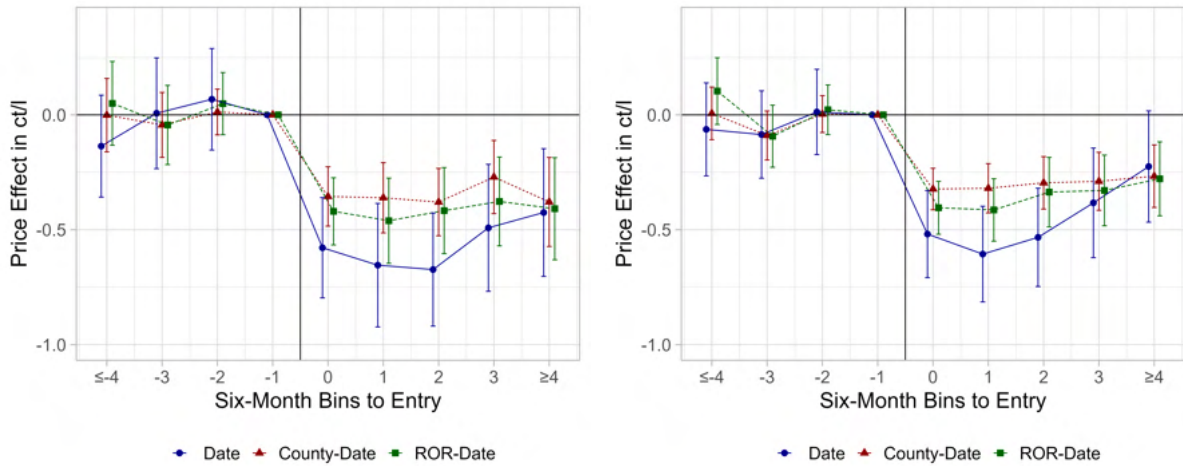 Price Effect in ct/l
0.0
-0.5
-1.0
≤-4 -3 -2 -1 0 1 2 3 ≥4
Six-Month Bins to Entry
Date County-Date ROR-Date
Price Effect in ct/l
0.0
-0.5
-1.0
≤-4 -3 -2 -1 0 1 2 3 ≥4
Six-Month Bins to Entry
Date County-Date ROR-Date